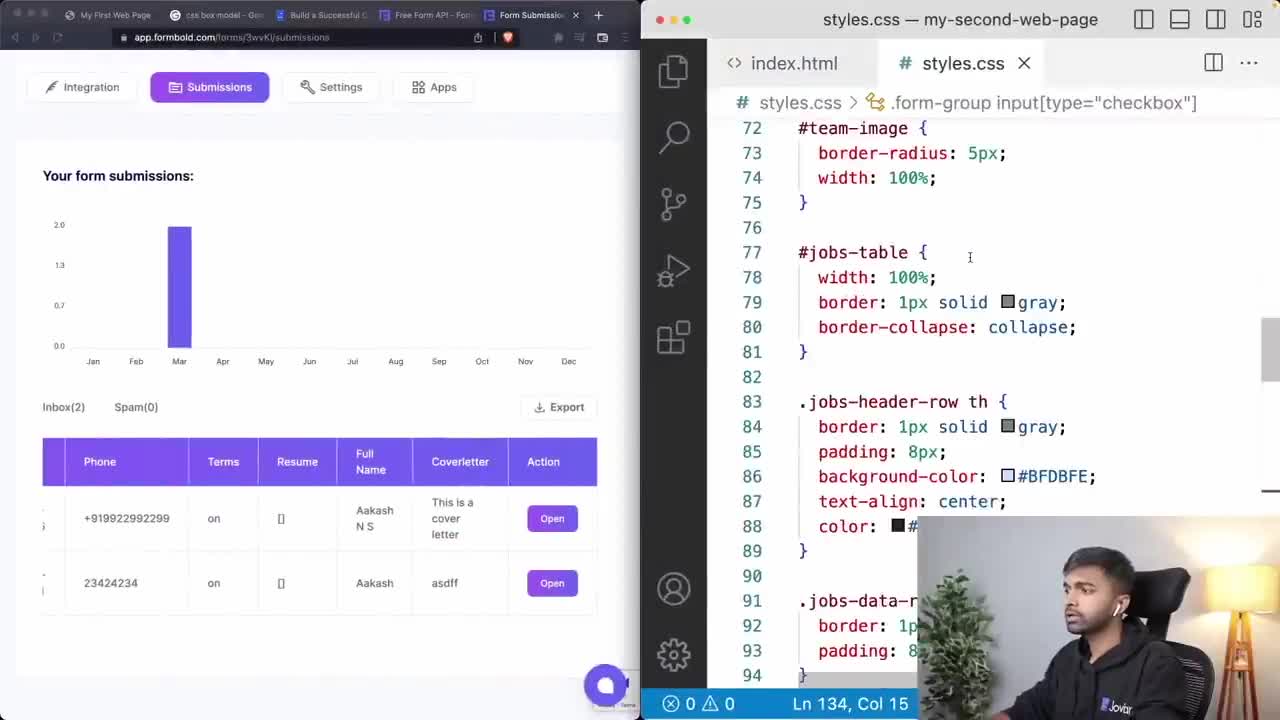 My First Web Page
css box model - Goo
Build a Successful C
Free Form API - Form
Form Submission
app.formbold.com/forms/3wvKl/submissions
Integration
Submissions
Settings
Apps
Your form submissions:
2.0
1.3
0.7
0.0
Jan Feb Mar Apr May Jun Jul Aug Sep Oct Nov Dec
Inbox(2) Spam(0)
Export
Phone Terms Resume Full Name Coverletter Action
+919922992299 on [] Aakash N S This is a cover letter Open
23424234 on [] Aakash asdff Open
styles.css — my-second-web-page
<> index.html
# styles.css
# styles.css > .form-group input[type="checkbox"]
72 #team-image {
73 border-radius: 5px;
74 width: 100%;
75 }
76
77 #jobs-table {
78 width: 100%;
79 border: 1px solid gray;
80 border-collapse: collapse;
81 }
82
83 .jobs-header-row th {
84 border: 1px solid gray;
85 padding: 8px;
86 background-color: #BFDBFE;
87 text-align: center;
88 color: #
89 }
90
91 .jobs-data-r
92 border: 1p
93 padding: 8
94 }
0 0
Ln 134, Col 15
Jovian